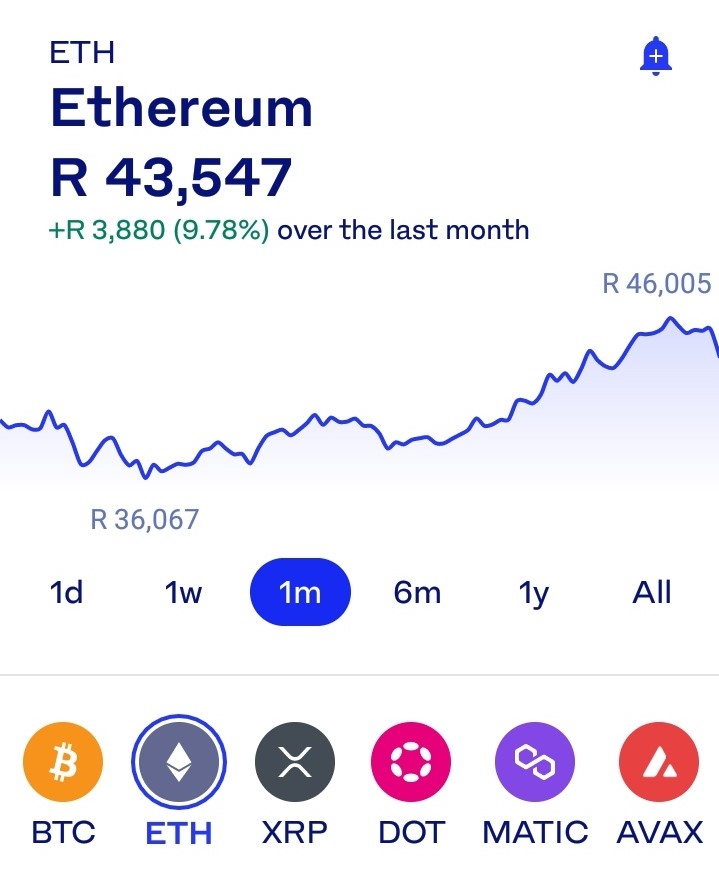 ETH
Ethereum
R 43,547
+R 3,880 (9.78%) over the last month
R 46,005
R 36,067
1d 1w 1m 6m 1y All
BTC ETH XRP DOT MATIC AVAX